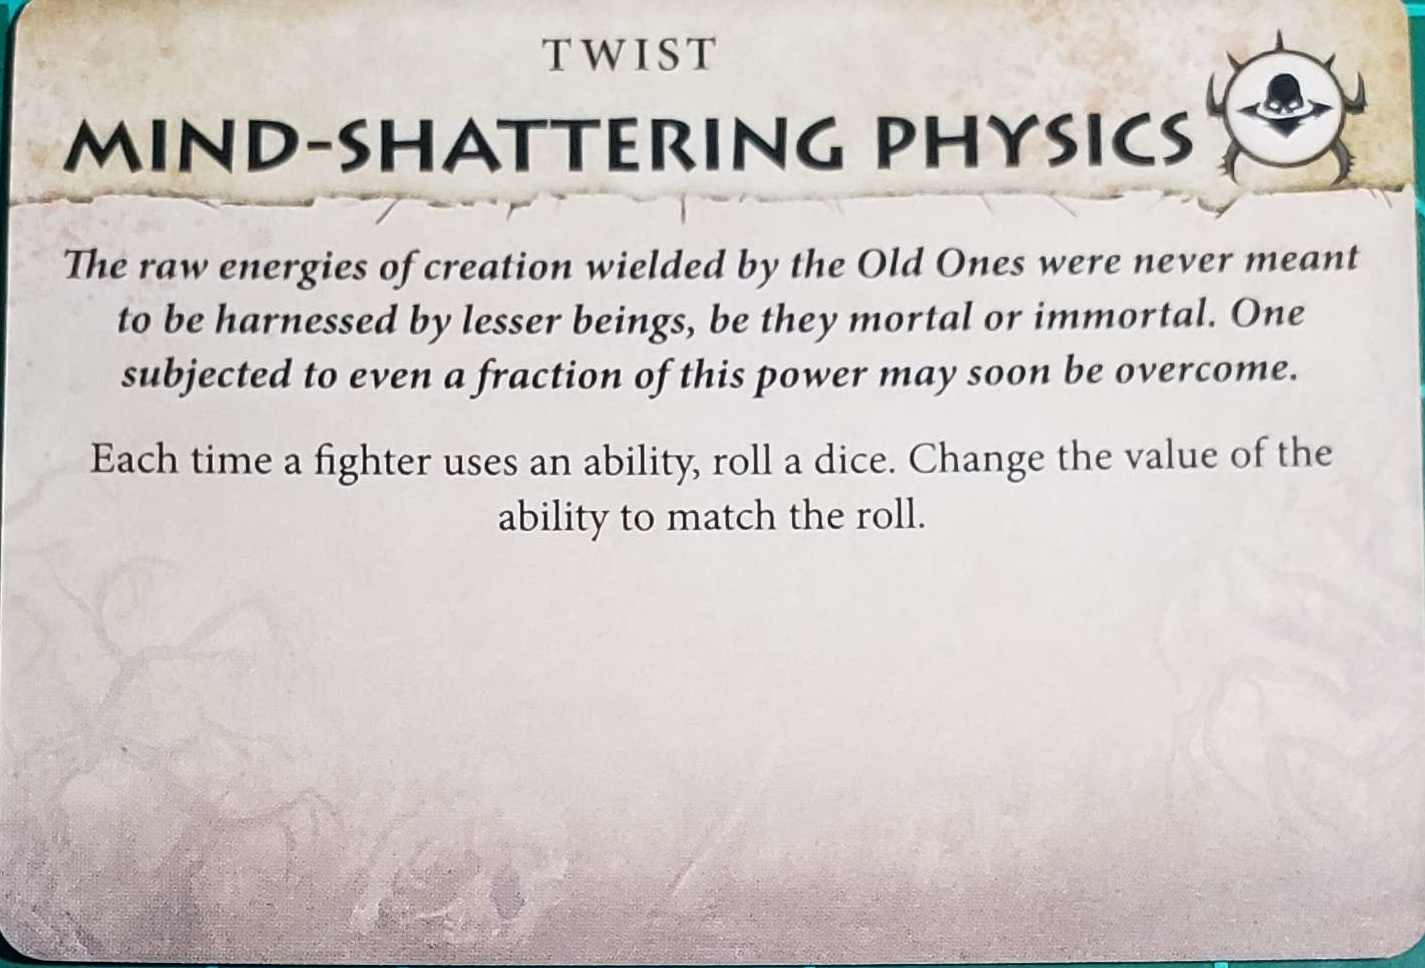 TWIST
MIND-SHATTERING PHYSICS
The raw energies of creation wielded by the Old Ones were never meant
to be harnessed by lesser beings, be they mortal or immortal. One
subjected to even a fraction of this power may soon be overcome.
Each time a fighter uses an ability, roll a dice. Change the value of the
ability to match the roll.